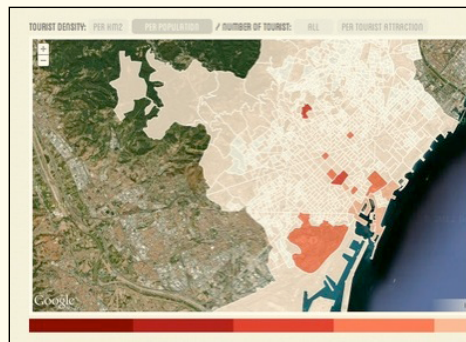 TOURIST DENSITY: PER KM2 PER POPULATION / NUMBER OF TOURIST: ALL PER TOURIST ATTRACTION
+
−
Google